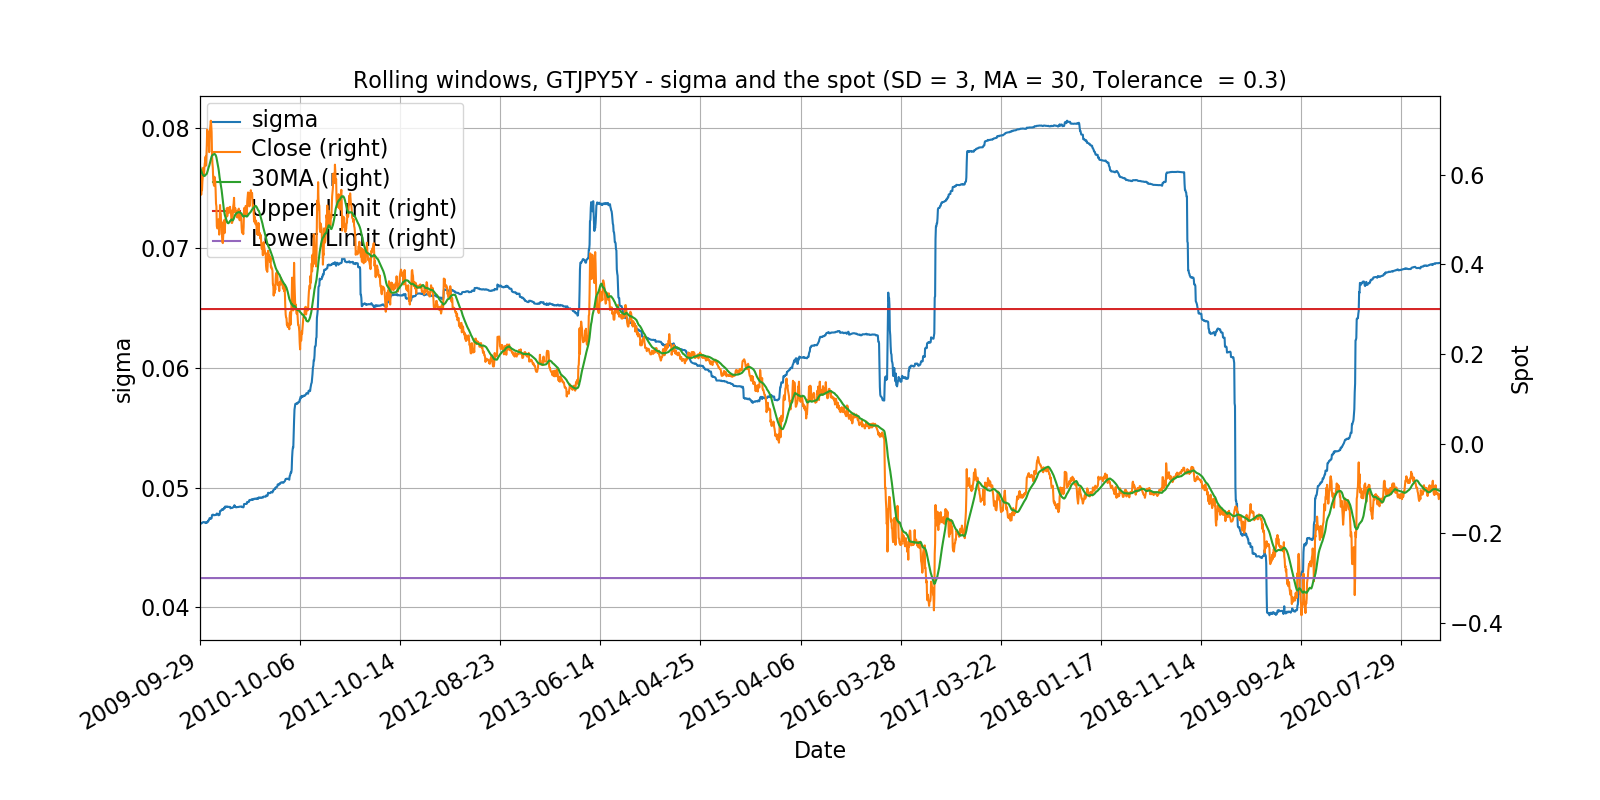 Rolling windows, GTJPY5Y - sigma and the spot (SD = 3, MA = 30, Tolerance  = 0.3)
sigma
Close (right)
30MA (right)
Upper Limit (right)
Lower Limit (right)
0.08
0.07
0.06
0.05
0.04
sigma
0.6
0.4
0.2
0.0
−0.2
−0.4
Spot
2009-09-29
2010-10-06
2011-10-14
2012-08-23
2013-06-14
2014-04-25
2015-04-06
2016-03-28
2017-03-22
2018-01-17
2018-11-14
2019-09-24
2020-07-29
Date